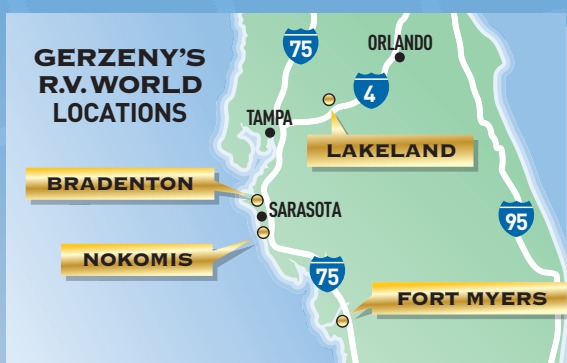 GERZENY'S
R.V. WORLD
LOCATIONS
75
ORLANDO
4
TAMPA
LAKELAND
BRADENTON
SARASOTA
95
NOKOMIS
75
FORT MYERS